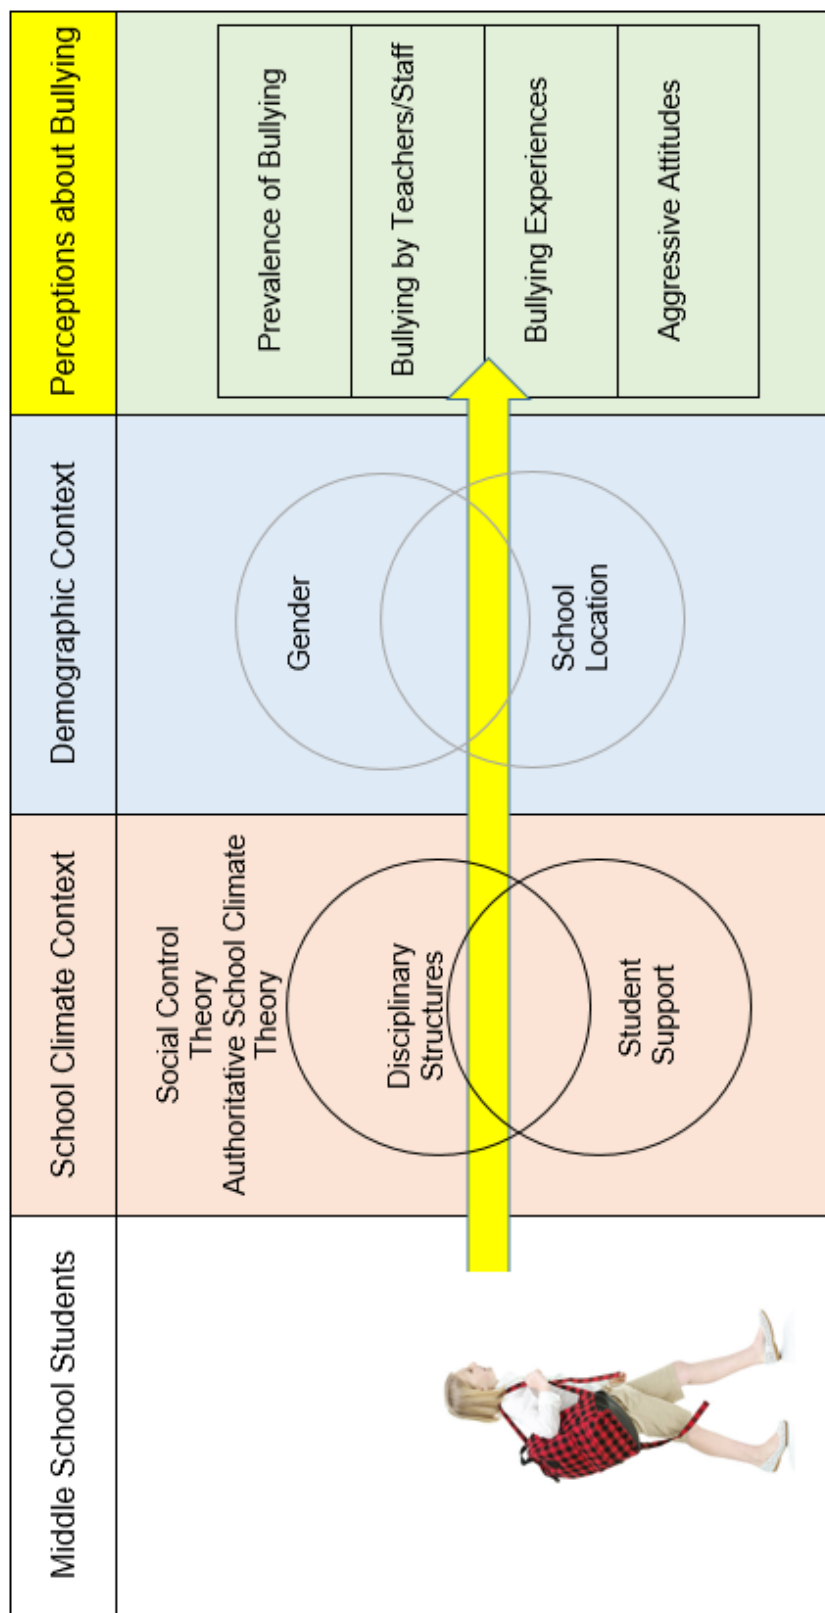 Middle School Students
School Climate Context
Demographic Context
Perceptions about Bullying
Social Control
Theory
Authoritative School Climate
Theory
Disciplinary
Structures
Student
Support
Gender
School
Location
Prevalence of Bullying
Bullying by Teachers/Staff
Bullying Experiences
Aggressive Attitudes